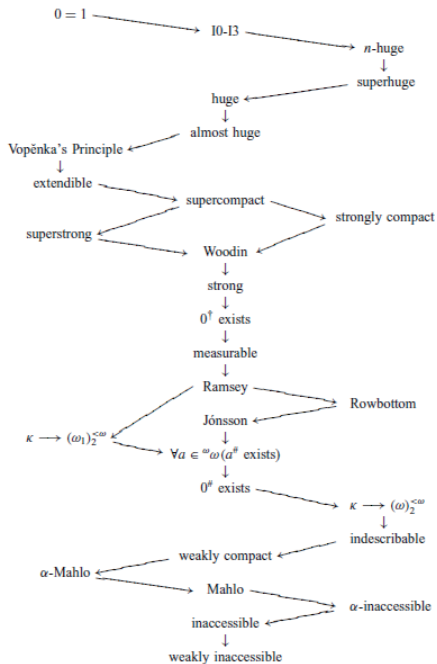 0 = 1
I0-I3
n-huge
superhuge
huge
almost huge
Vopěnka's Principle
extendible
supercompact
strongly compact
superstrong
Woodin
strong
0† exists
measurable
Ramsey
Rowbottom
Jónsson
κ ⟶ (ω₁)₂^{<ω}
∀a ∈ ^ωω(a^# exists)
0^# exists
κ ⟶ (ω)₂^{<ω}
indescribable
weakly compact
α-Mahlo
Mahlo
α-inaccessible
inaccessible
weakly inaccessible